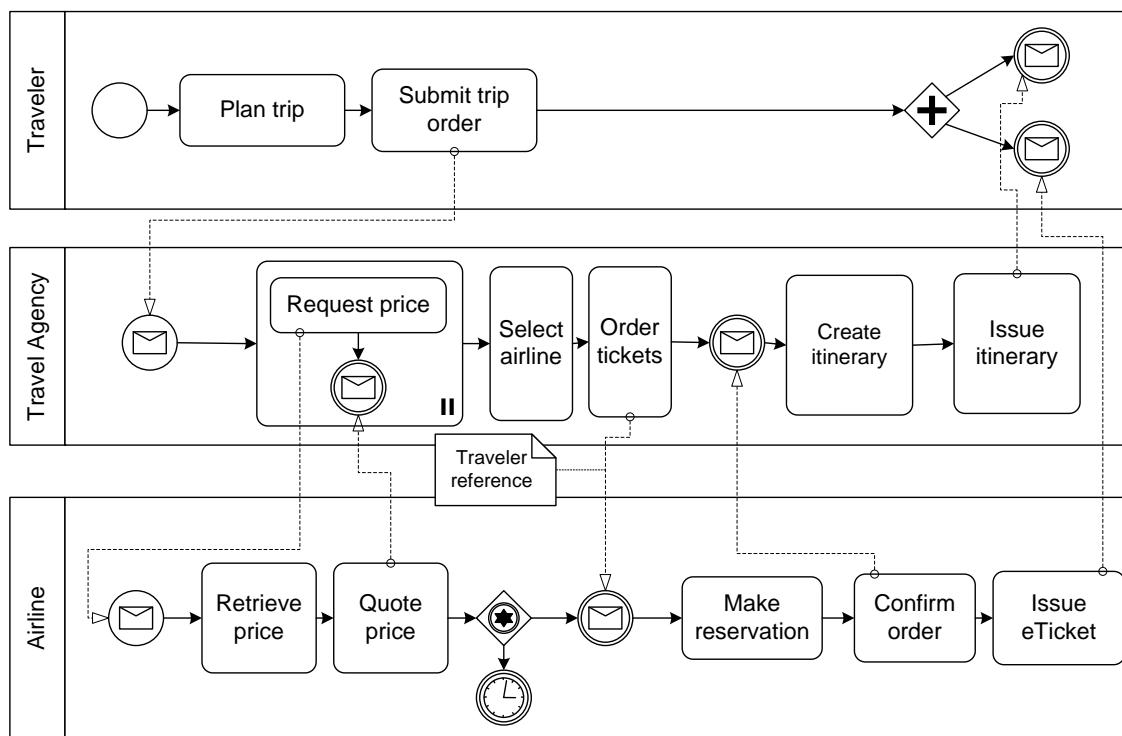 Traveler
Plan trip
Submit trip
order
Travel Agency
Request price
Select
airline
Order
tickets
Create
itinerary
Issue
itinerary
Traveler
reference
Airline
Retrieve
price
Quote
price
Make
reservation
Confirm
order
Issue
eTicket